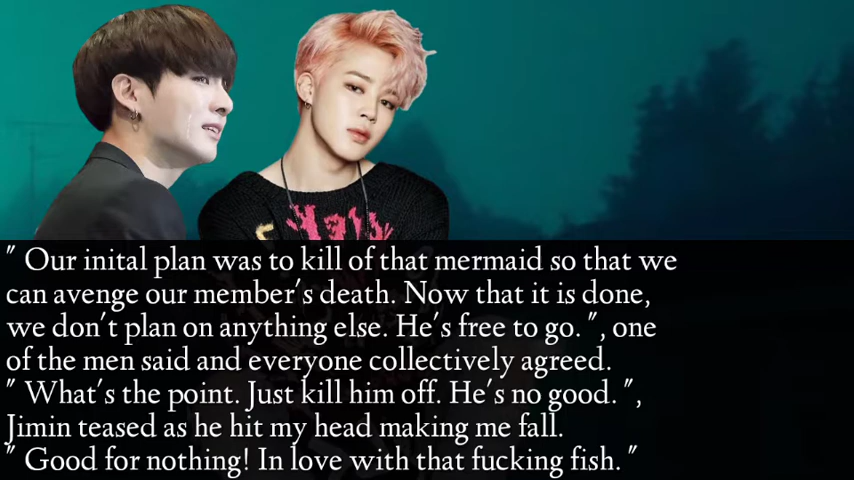 " Our inital plan was to kill of that mermaid so that we
can avenge our member's death. Now that it is done,
we don't plan on anything else. He's free to go. ", one
of the men said and everyone collectively agreed.
" What's the point. Just kill him off. He's no good. ",
Jimin teased as he hit my head making me fall.
" Good for nothing! In love with that fucking fish. "